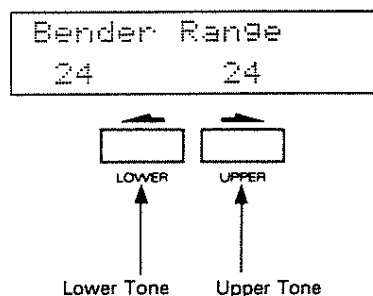 Bender Range
24 24
LOWER UPPER
Lower Tone Upper Tone